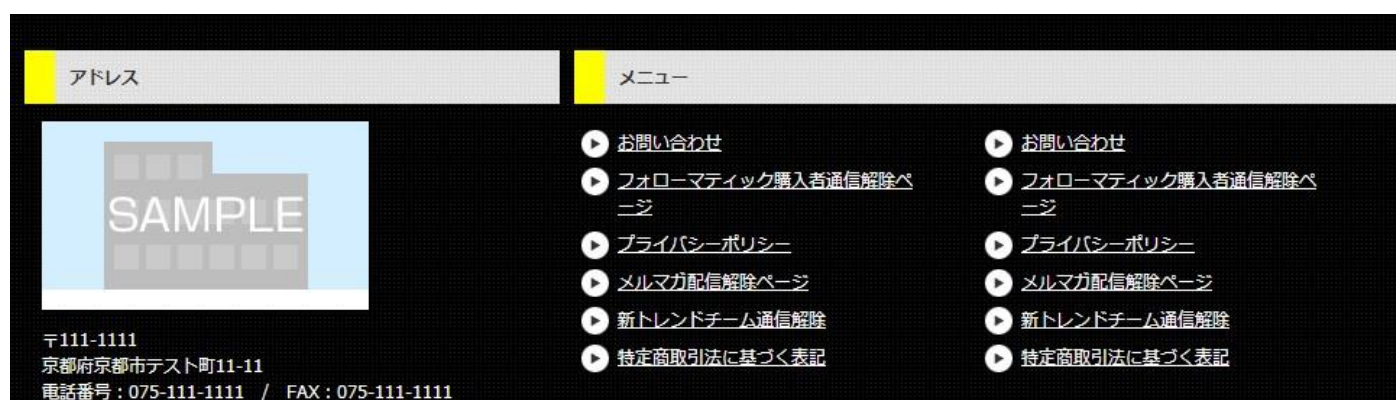 アドレス
SAMPLE
〒111-1111
京都府京都市テスト町11-11
電話番号：075-111-1111　/　FAX：075-111-1111
メニュー
お問い合わせ
フォローマティック購入者通信解除ペ
ージ
プライバシーポリシー
メルマガ配信解除ページ
新トレンドチーム通信解除
特定商取引法に基づく表記
お問い合わせ
フォローマティック購入者通信解除ペ
ージ
プライバシーポリシー
メルマガ配信解除ページ
新トレンドチーム通信解除
特定商取引法に基づく表記